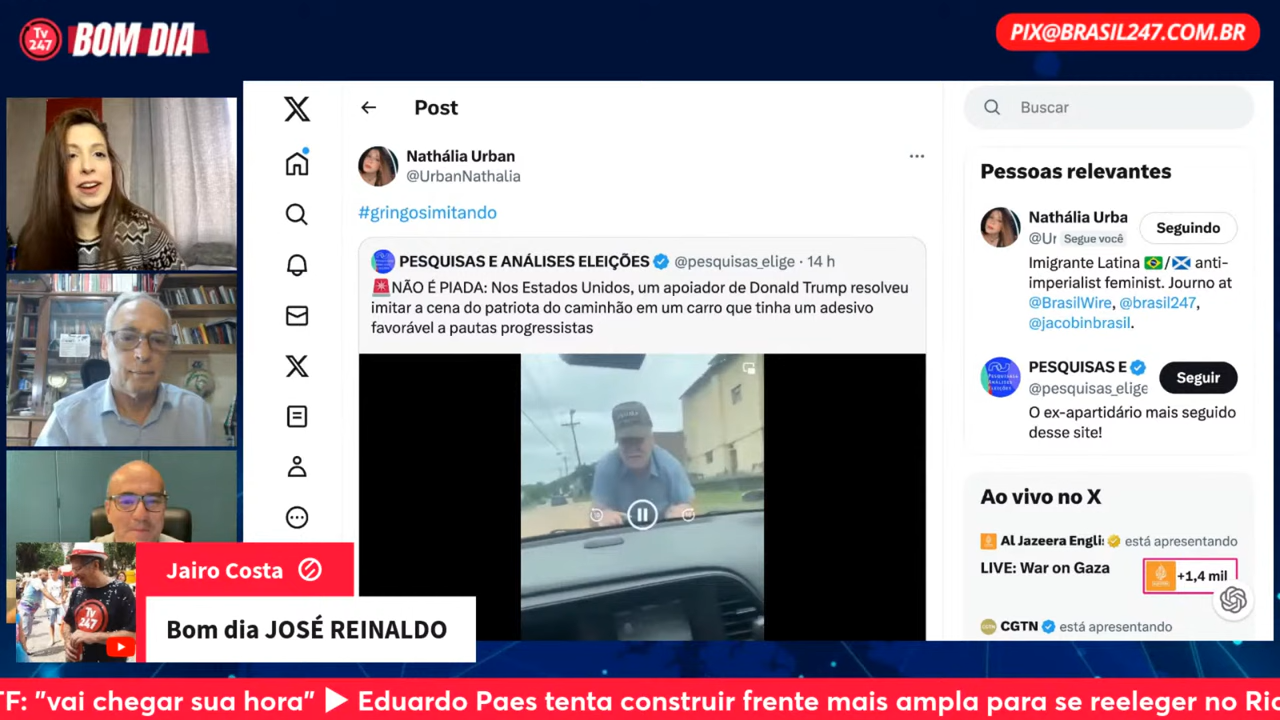 Tv 247 BOM DIA
PIX@BRASIL247.COM.BR
Post
Buscar
Nathália Urban
@UrbanNathalia
#gringosimitando
PESQUISAS E ANÁLISES ELEIÇÕES @pesquisas_elige · 14 h
🚨NÃO É PIADA: Nos Estados Unidos, um apoiador de Donald Trump resolveu
imitar a cena do patriota do caminhão em um carro que tinha um adesivo
favorável a pautas progressistas
Pessoas relevantes
Nathália Urba
@Ur Segue você
Seguindo
Imigrante Latina 🇧🇷/🏴󠁧󠁢󠁳󠁣󠁴󠁿 anti-
imperialist feminist. Journo at
@BrasilWire, @brasil247,
@jacobinbrasil.
PESQUISAS E
@pesquisas_elige
Seguir
O ex-apartidário mais seguido
desse site!
Ao vivo no X
Al Jazeera Engli: está apresentando
LIVE: War on Gaza
+1,4 mil
CGTN está apresentando
Jairo Costa
Tv 247
Bom dia JOSÉ REINALDO
TF: "vai chegar sua hora" ▶ Eduardo Paes tenta construir frente mais ampla para se reeleger no Rio